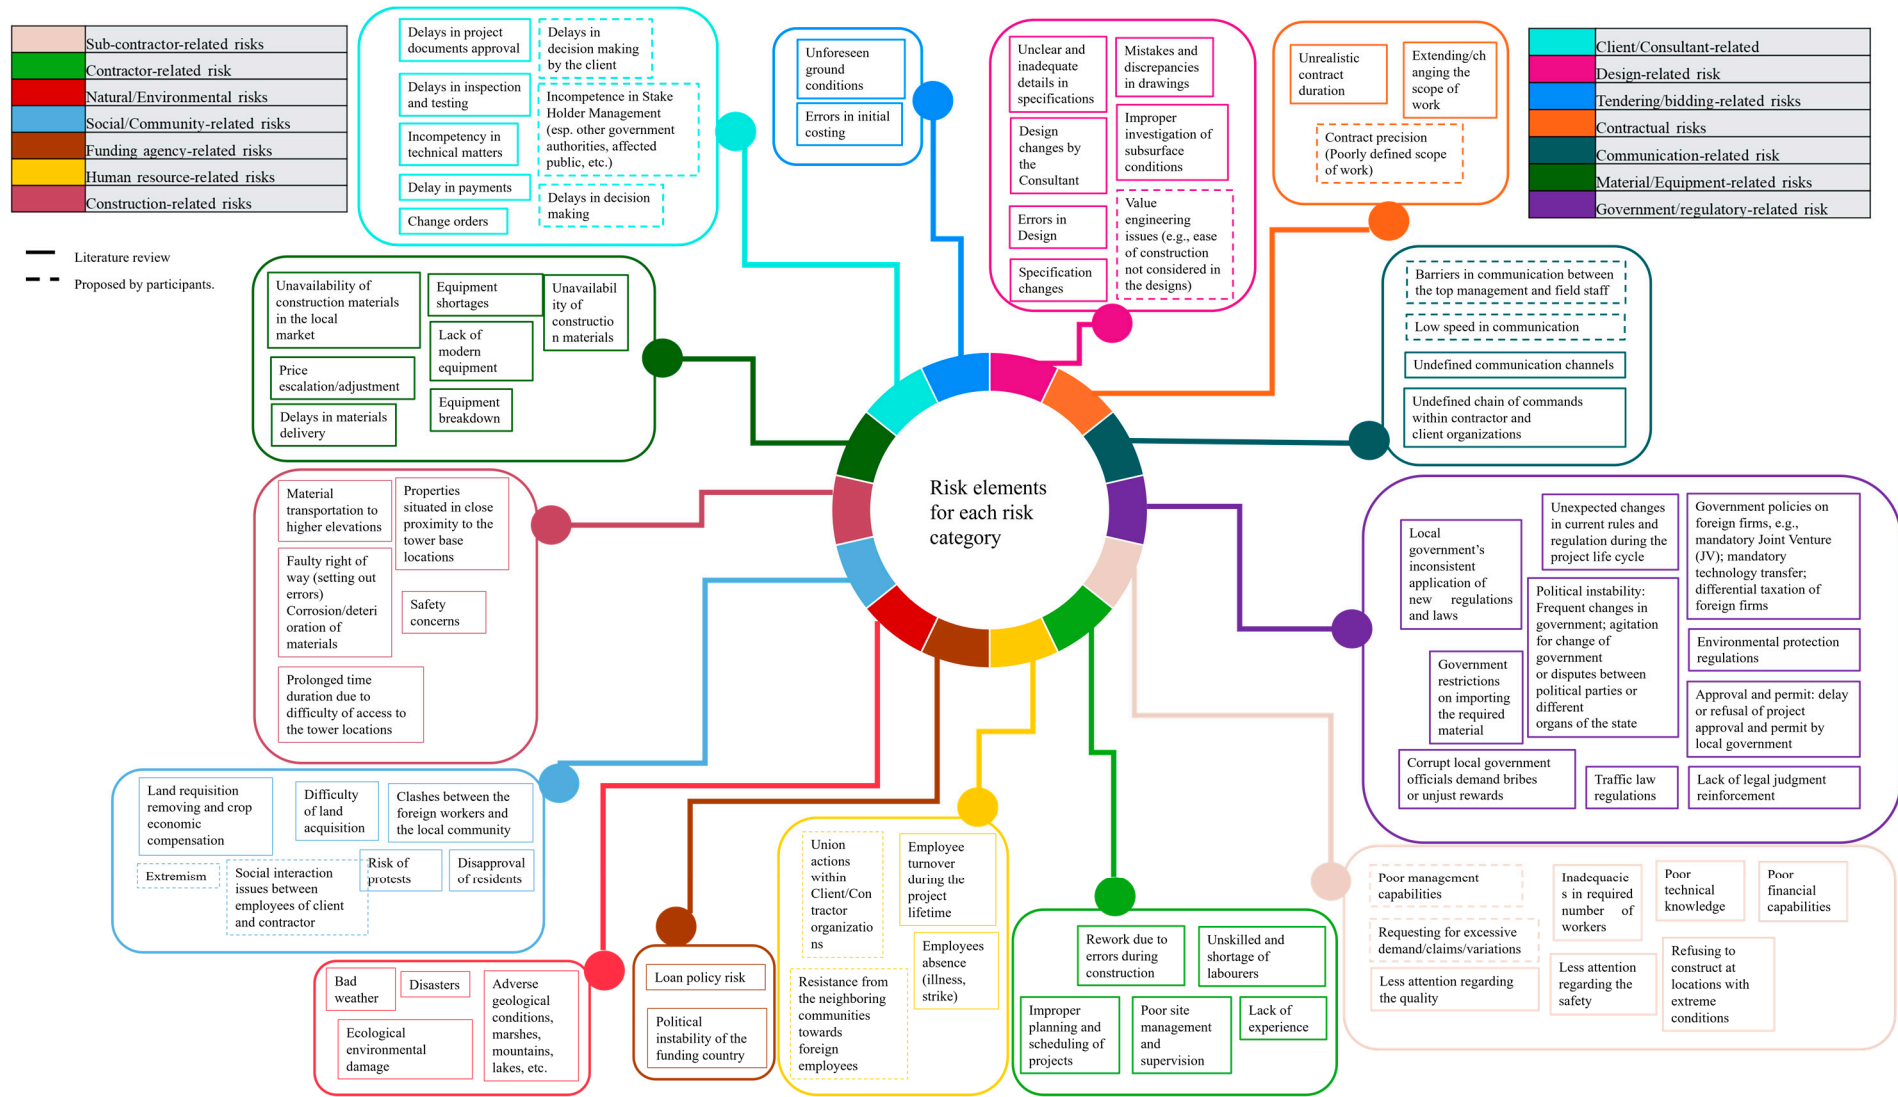 Sub-contractor-related risks
Contractor-related risk
Natural/Environmental risks
Social/Community-related risks
Funding agency-related risks
Human resource-related risks
Construction-related risks
Literature review
Proposed by participants.
Delays in project
documents approval
Delays in
decision making
by the client
Delays in inspection
and testing
Incompetence in Stake
Holder Management
(esp. other government
authorities, affected
public, etc.)
Incompetency in
technical matters
Delay in payments
Delays in decision
making
Change orders
Unforeseen
ground
conditions
Errors in initial
costing
Unclear and
inadequate
details in
specifications
Mistakes and
discrepancies
in drawings
Design
changes by
the
Consultant
Improper
investigation of
subsurface
conditions
Errors in
Design
Value
engineering
issues (e.g., ease
of construction
not considered in
the designs)
Specification
changes
Unrealistic
contract
duration
Extending/ch
anging the
scope of
work
Contract precision
(Poorly defined scope
of work)
Client/Consultant-related
Design-related risk
Tendering/bidding-related risks
Contractual risks
Communication-related risk
Material/Equipment-related risks
Government/regulatory-related risk
Unavailability of
construction materials
in the local
market
Equipment
shortages
Unavailabil
ity of
constructio
n materials
Lack of
modern
equipment
Price
escalation/adjustment
Equipment
breakdown
Delays in materials
delivery
Barriers in communication between
the top management and field staff
Low speed in communication
Undefined communication channels
Undefined chain of commands
within contractor and
client organizations
Risk elements
for each risk
category
Material
transportation to
higher elevations
Properties
situated in close
proximity to the
tower base
locations
Faulty right of
way (setting out
errors)
Corrosion/deteri
oration of
materials
Safety
concerns
Prolonged time
duration due to
difficulty of access to
the tower locations
Local
government’s
inconsistent
application of
new regulations
and laws
Unexpected changes
in current rules and
regulation during the
project life cycle
Government policies on
foreign firms, e.g.,
mandatory Joint Venture
(JV); mandatory
technology transfer;
differential taxation of
foreign firms
Political instability:
Frequent changes in
government; agitation
for change of
government
or disputes between
political parties or
different
organs of the state
Environmental protection
regulations
Government
restrictions
on importing
the required
material
Approval and permit: delay
or refusal of project
approval and permit by
local government
Corrupt local government
officials demand bribes
or unjust rewards
Traffic law
regulations
Lack of legal judgment
reinforcement
Land requisition
removing and crop
economic
compensation
Difficulty
of land
acquisition
Clashes between the
foreign workers and
the local community
Extremism
Social interaction
issues between
employees of client
and contractor
Risk of
protests
Disapproval
of residents
Bad
weather
Disasters
Adverse
geological
conditions,
marshes,
mountains,
lakes, etc.
Ecological
environmental
damage
Loan policy risk
Political
instability of the
funding country
Union
actions
within
Client/Con
tractor
organizatio
ns
Employee
turnover
during the
project
lifetime
Employees
absence
(illness,
strike)
Resistance from
the neighboring
communities
towards
foreign
employees
Rework due to
errors during
construction
Unskilled and
shortage of
labourers
Improper
planning and
scheduling of
projects
Poor site
management
and
supervision
Lack of
experience
Poor management
capabilities
Inadequacie
s in required
number of
workers
Poor
technical
knowledge
Poor
financial
capabilities
Requesting for excessive
demand/claims/variations
Less attention regarding
the quality
Less attention
regarding the
safety
Refusing to
construct at
locations with
extreme
conditions